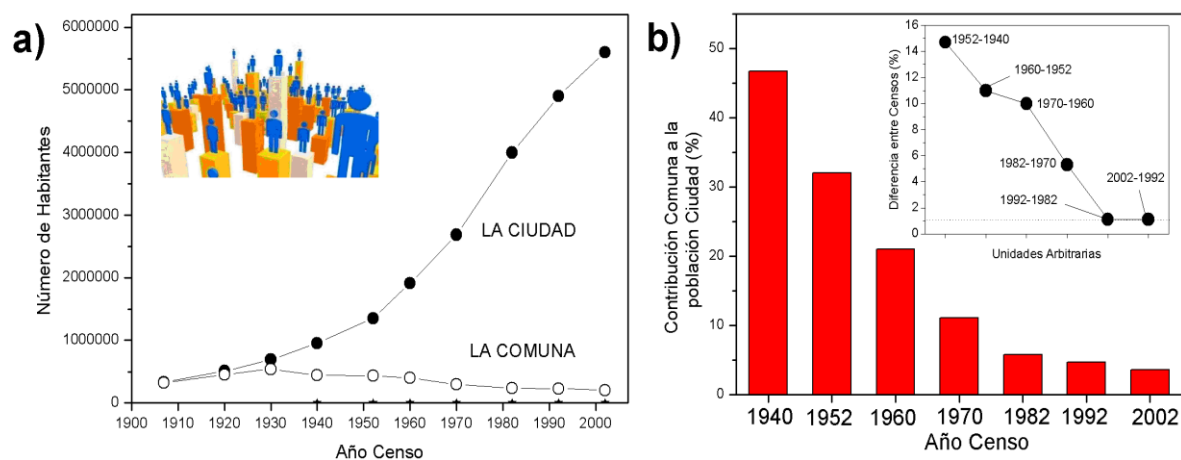 a)
Número de Habitantes
6000000
5000000
4000000
3000000
2000000
1000000
0
LA CIUDAD
LA COMUNA
1900 1910 1920 1930 1940 1950 1960 1970 1980 1990 2000
Año Censo
b)
Contribución Comuna a la
población Ciudad (%)
50
40
30
20
10
0
1940 1952 1960 1970 1982 1992 2002
Año Censo
Diferencia entre Censos (%)
16
14
12
10
8
6
4
2
0
1952-1940
1960-1952
1970-1960
1982-1970
1992-1982
2002-1992
Unidades Arbitrarias